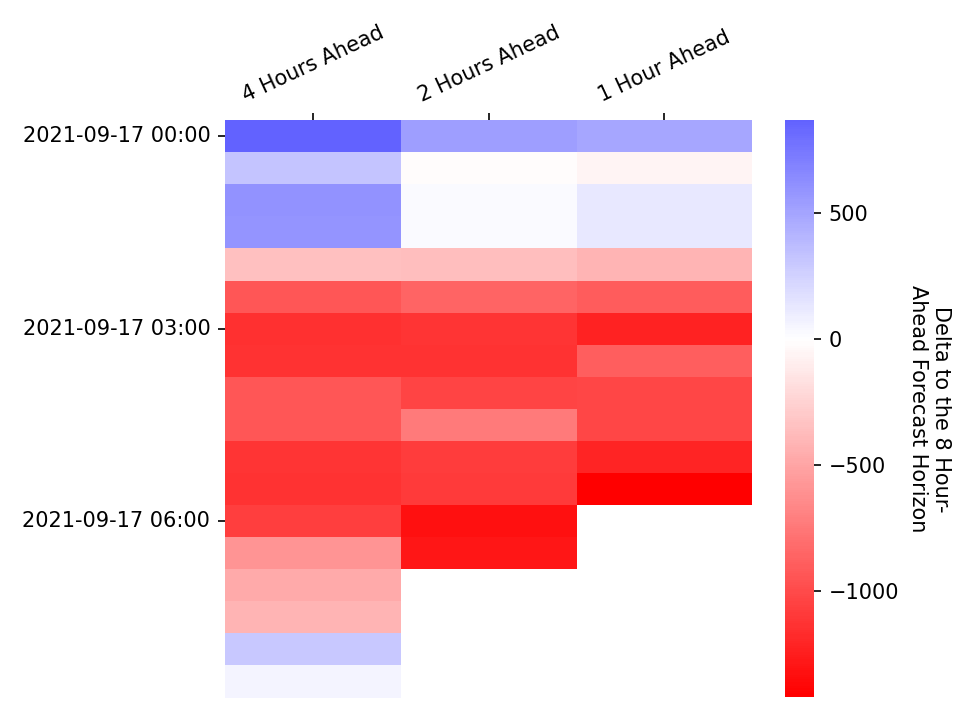 4 Hours Ahead
2 Hours Ahead
1 Hour Ahead
2021-09-17 00:00
2021-09-17 03:00
2021-09-17 06:00
500
0
−500
−1000
Delta to the 8 Hour-
Ahead Forecast Horizon